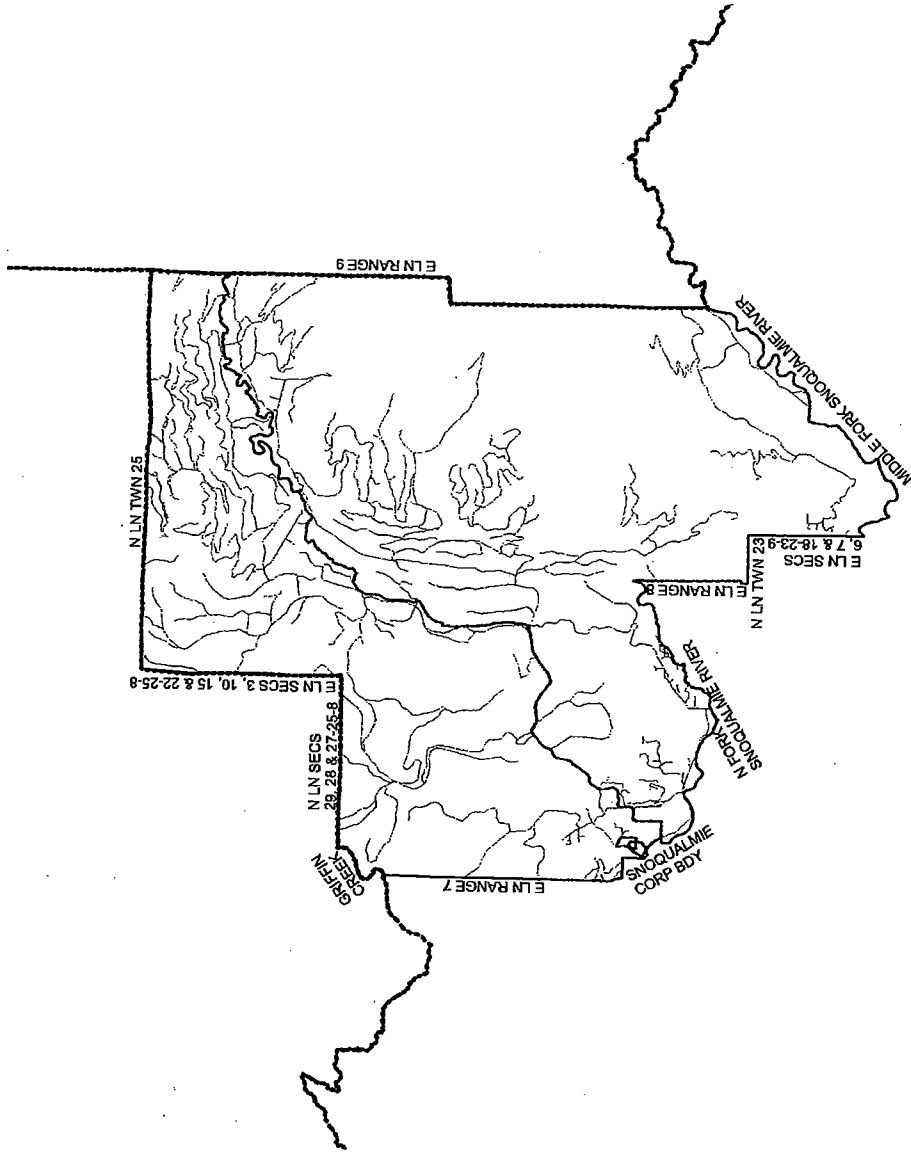 E LN RANGE 9
N LN TWN 25
MIDDLE FORK SNOQUALMIE RIVER
E LN SECS
6, 7 & 18-23-9
N LN TWN 23
E LN RANGE 8
E LN SECS 3, 10, 15 & 22-25-8
N LN SECS
29, 28 & 27-25-8
N FORK
SNOQUALMIE RIVER
GRIFFIN
CREEK
E LN RANGE 7
SNOQUALMIE
CORP BDY